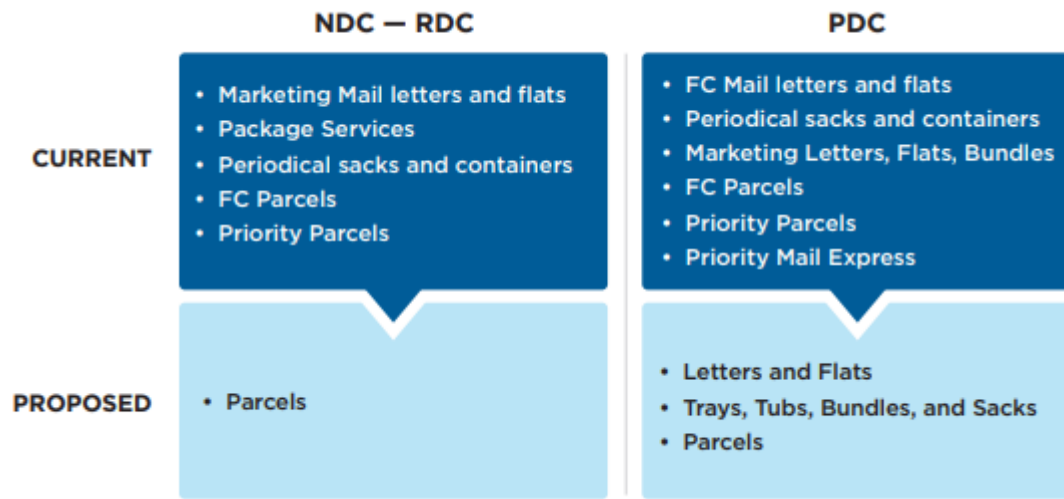 NDC — RDC
PDC
CURRENT
• Marketing Mail letters and flats
• Package Services
• Periodical sacks and containers
• FC Parcels
• Priority Parcels
• FC Mail letters and flats
• Periodical sacks and containers
• Marketing Letters, Flats, Bundles
• FC Parcels
• Priority Parcels
• Priority Mail Express
PROPOSED
• Parcels
• Letters and Flats
• Trays, Tubs, Bundles, and Sacks
• Parcels